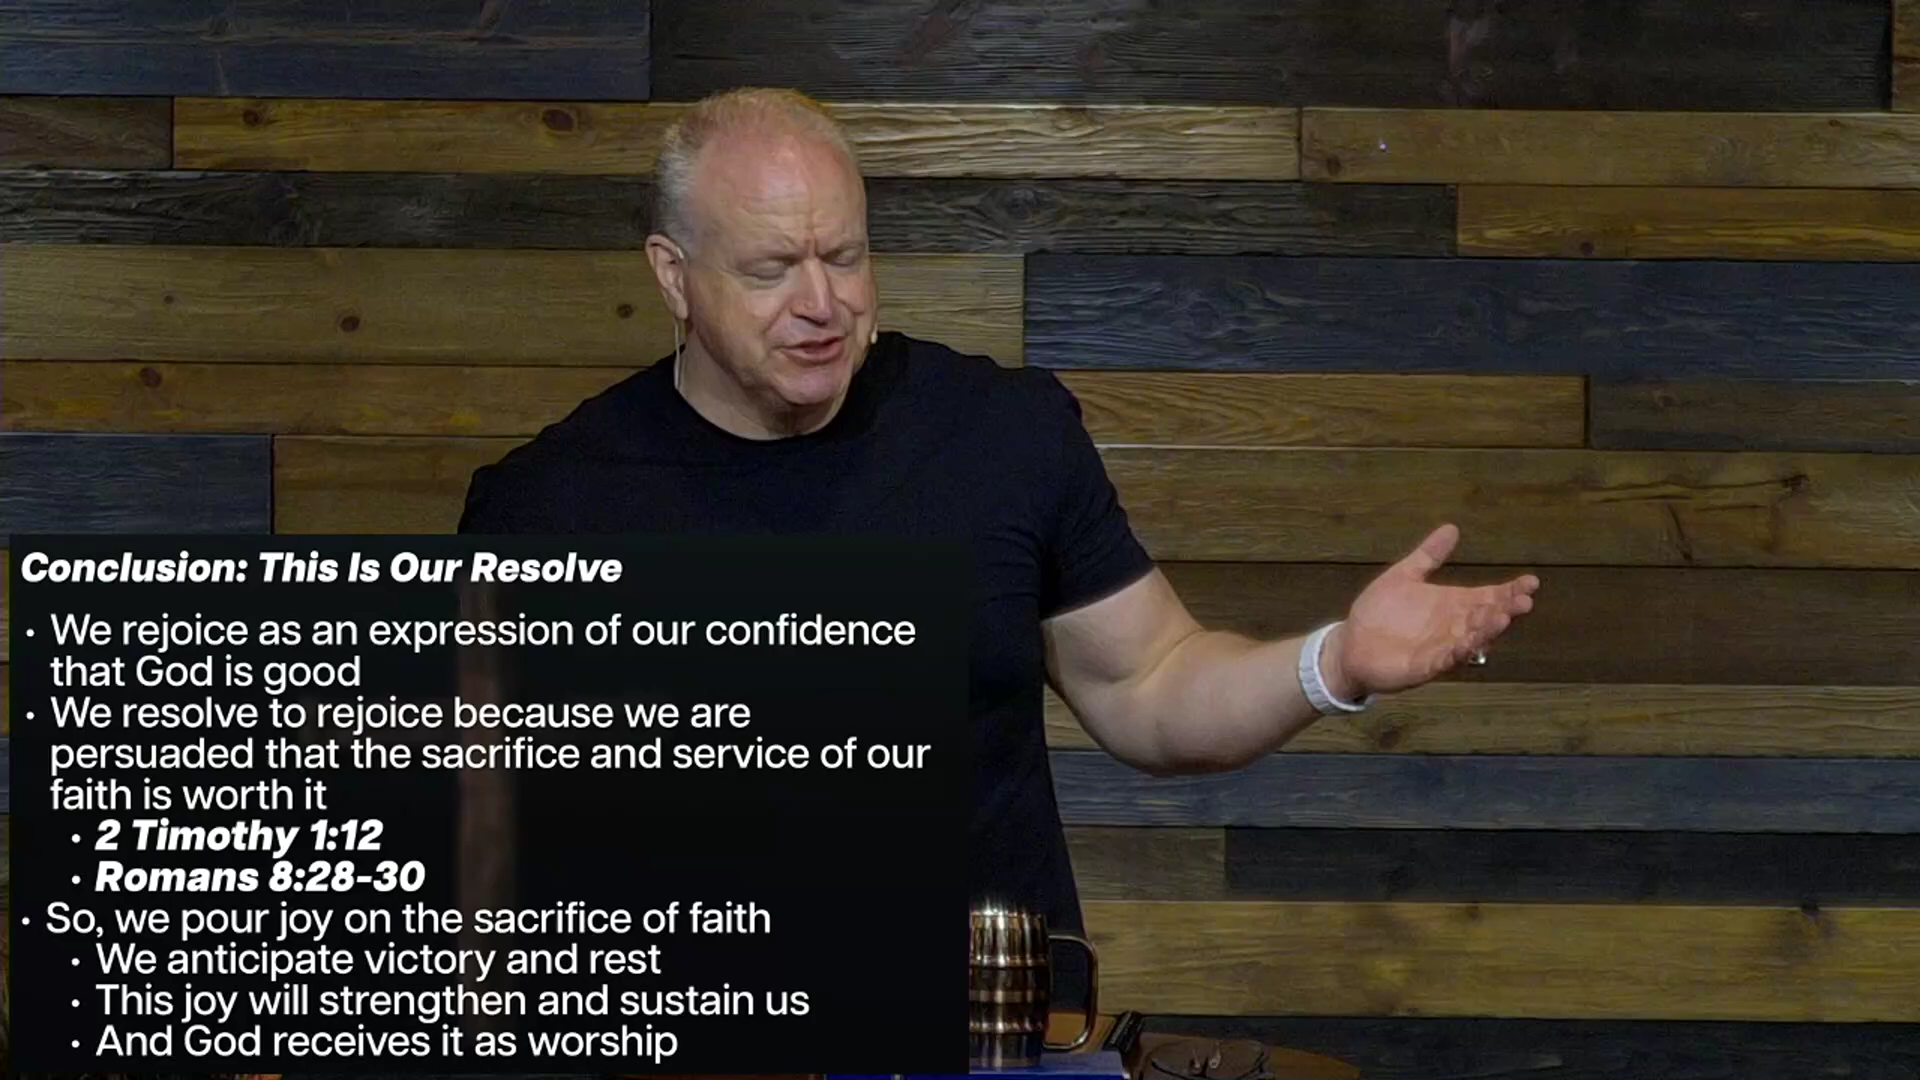 Conclusion: This Is Our Resolve
• We rejoice as an expression of our confidence
that God is good
• We resolve to rejoice because we are
persuaded that the sacrifice and service of our
faith is worth it
• 2 Timothy 1:12
• Romans 8:28-30
• So, we pour joy on the sacrifice of faith
• We anticipate victory and rest
• This joy will strengthen and sustain us
• And God receives it as worship